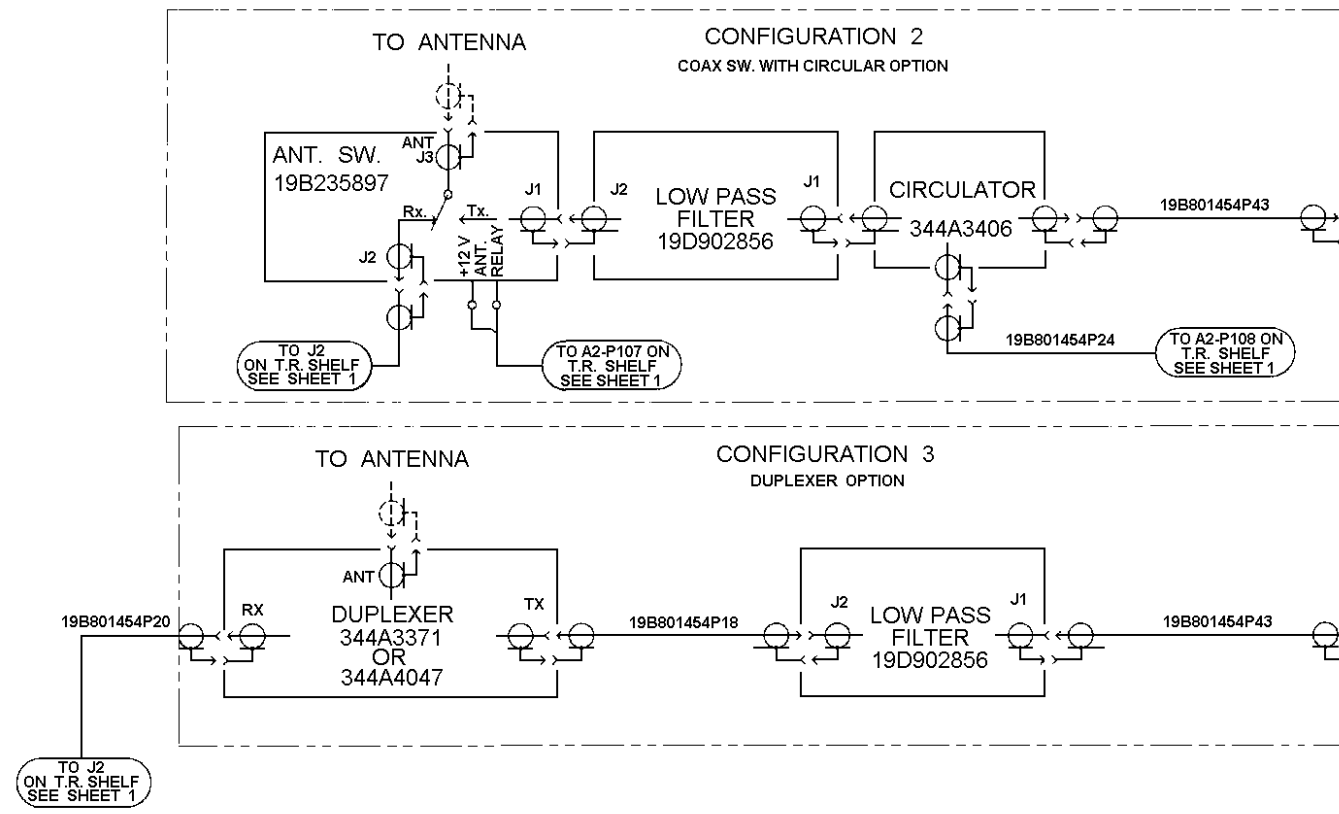 TO ANTENNA
CONFIGURATION 2
COAX SW. WITH CIRCULAR OPTION
ANT. SW.
19B235897
ANT
J3
Rx.
Tx.
J1
J2
+12 V
ANT.
RELAY
J2
LOW PASS
FILTER
19D902856
J1
CIRCULATOR
344A3406
19B801454P43
19B801454P24
TO J2
ON T.R. SHELF
SEE SHEET 1
TO A2-P107 ON
T.R. SHELF
SEE SHEET 1
TO A2-P108 ON
T.R. SHELF
SEE SHEET 1
TO ANTENNA
CONFIGURATION 3
DUPLEXER OPTION
ANT
19B801454P20
RX
DUPLEXER
344A3371
OR
344A4047
TX
19B801454P18
J2
LOW PASS
FILTER
19D902856
J1
19B801454P43
TO J2
ON T.R. SHELF
SEE SHEET 1